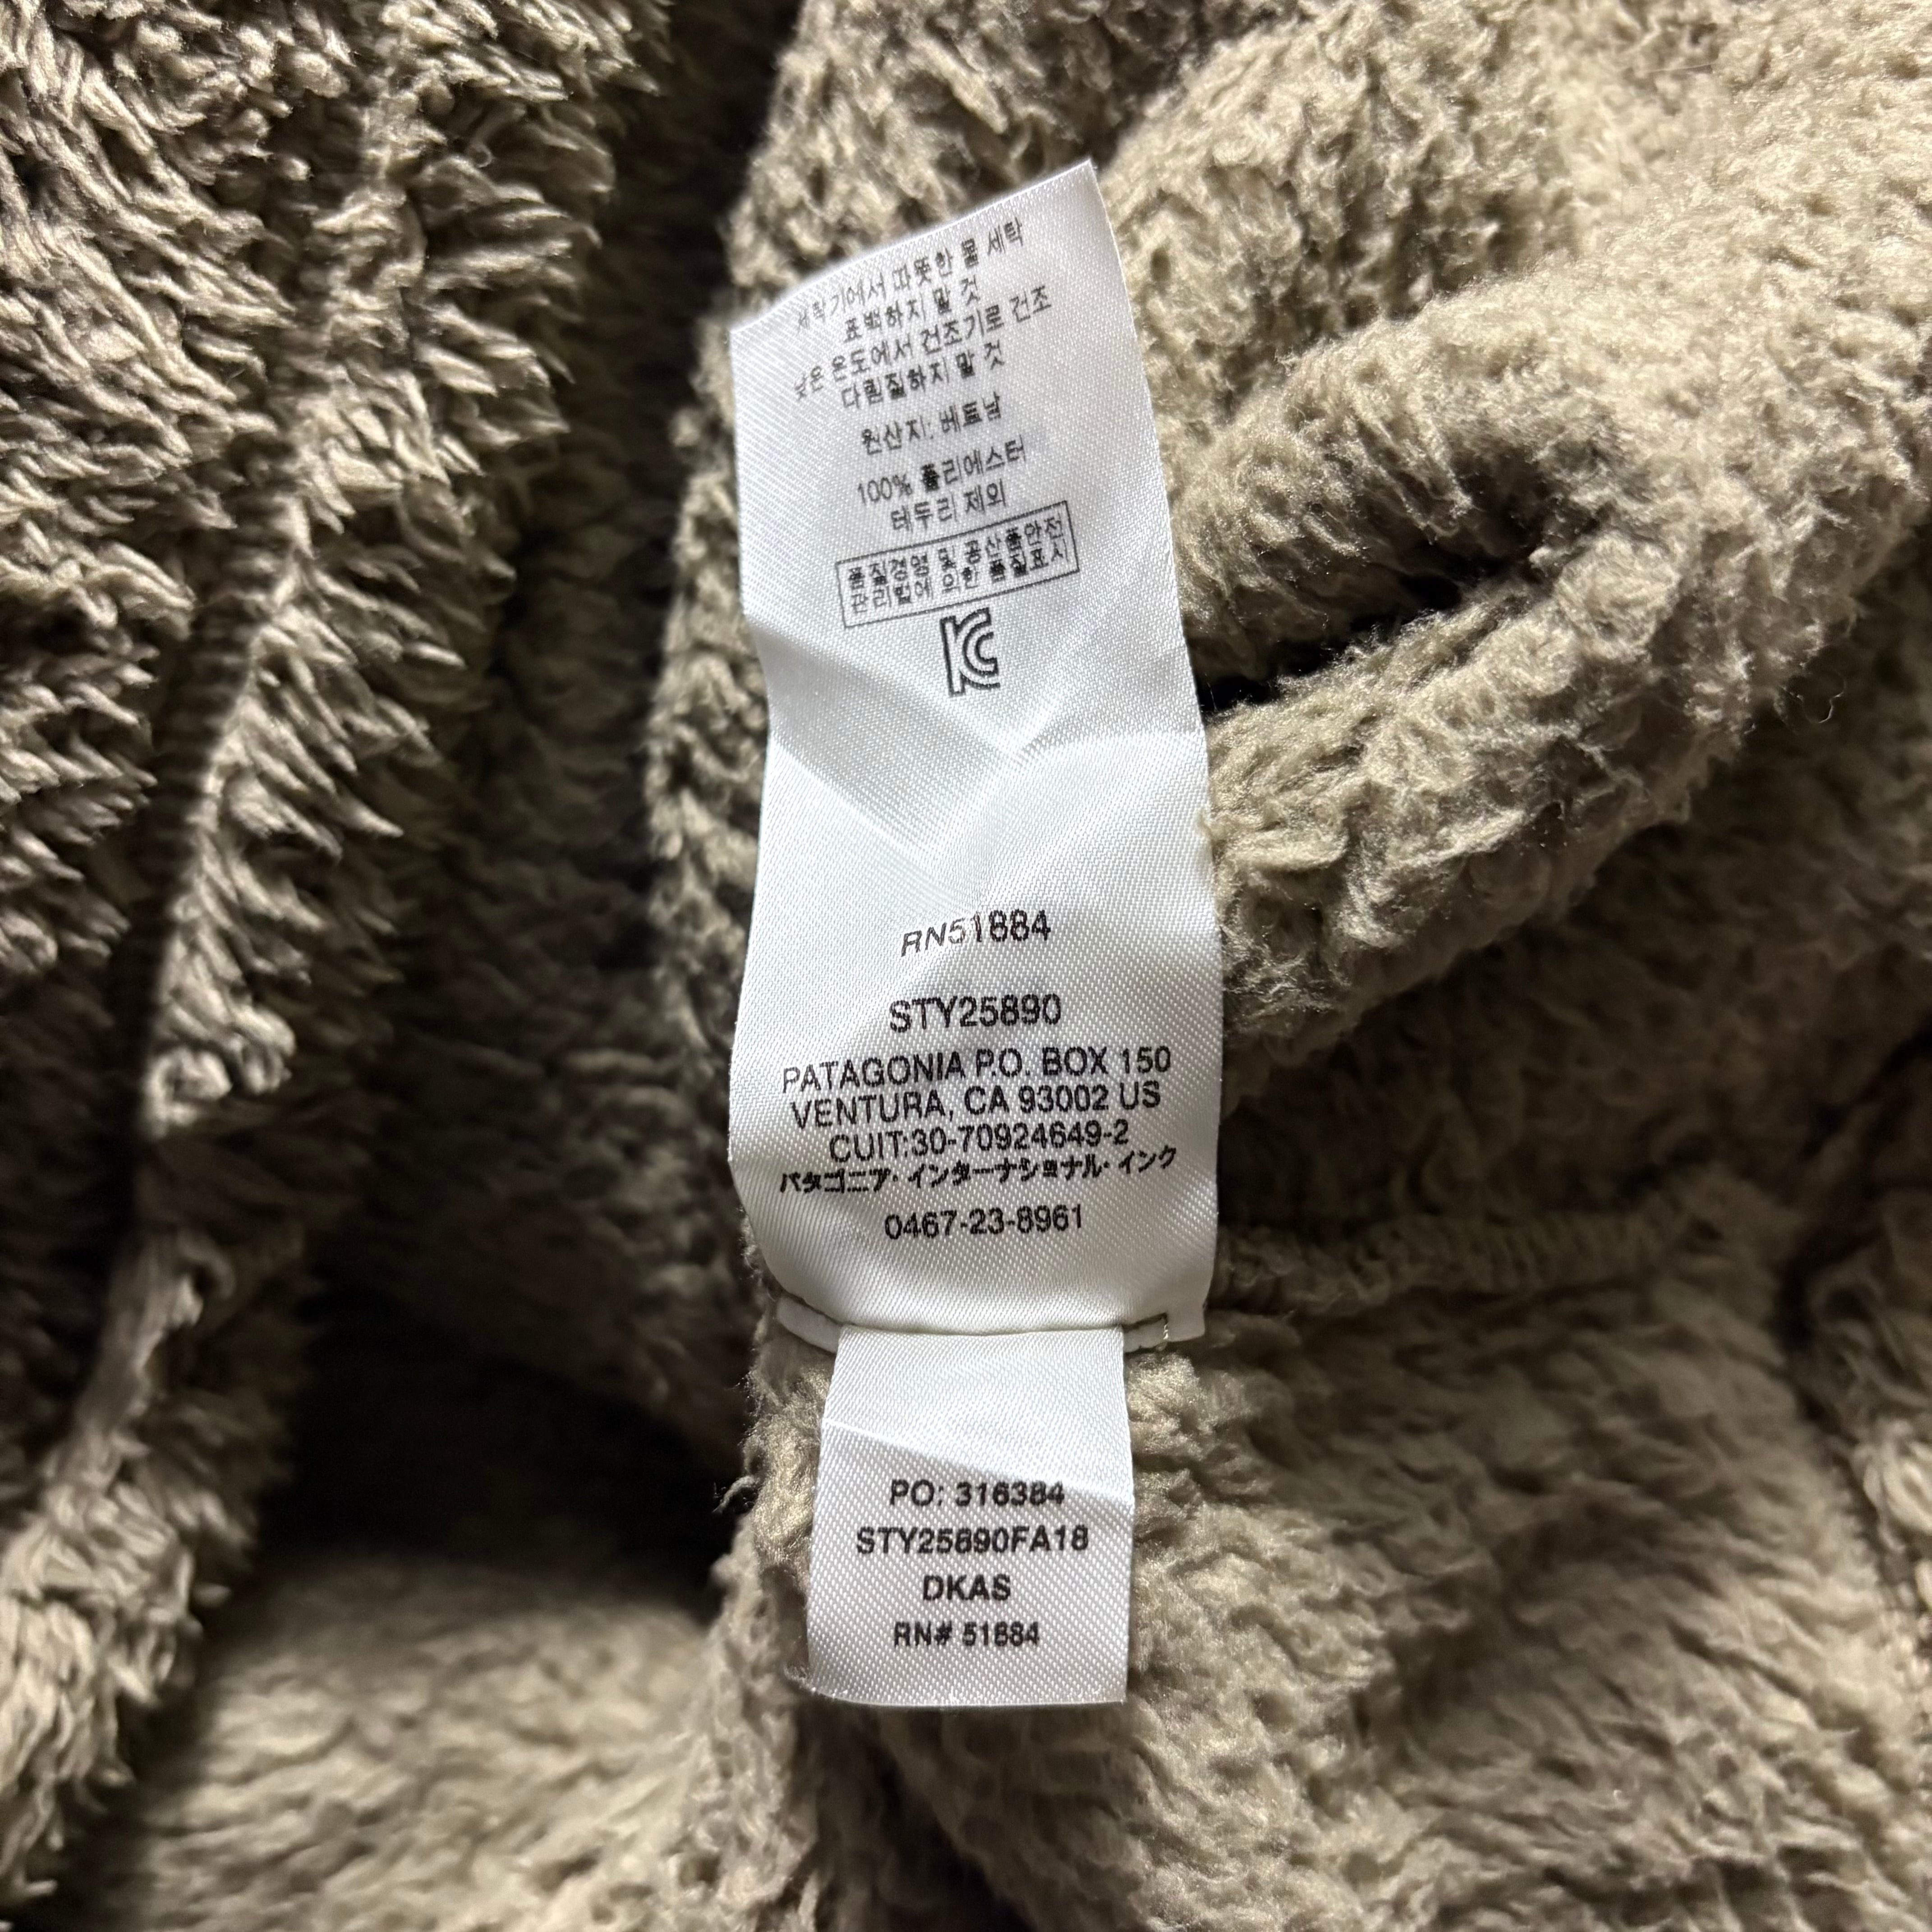 세탁기에서 따뜻한 물 세탁
표백하지 말 것
낮은 온도에서 건조기로 건조
다림질하지 말 것
원산지: 베트남
100% 폴리에스터
테두리 제외
품질경영 및 공산품안전
관리법에 의한 품질표시
RN51884
STY25890
PATAGONIA P.O. BOX 150
VENTURA, CA 93002 US
CUIT:30-70924649-2
パタゴニア・インターナショナル・インク
0467-23-8961
PO: 316384
STY25890FA18
DKAS
RN# 51884